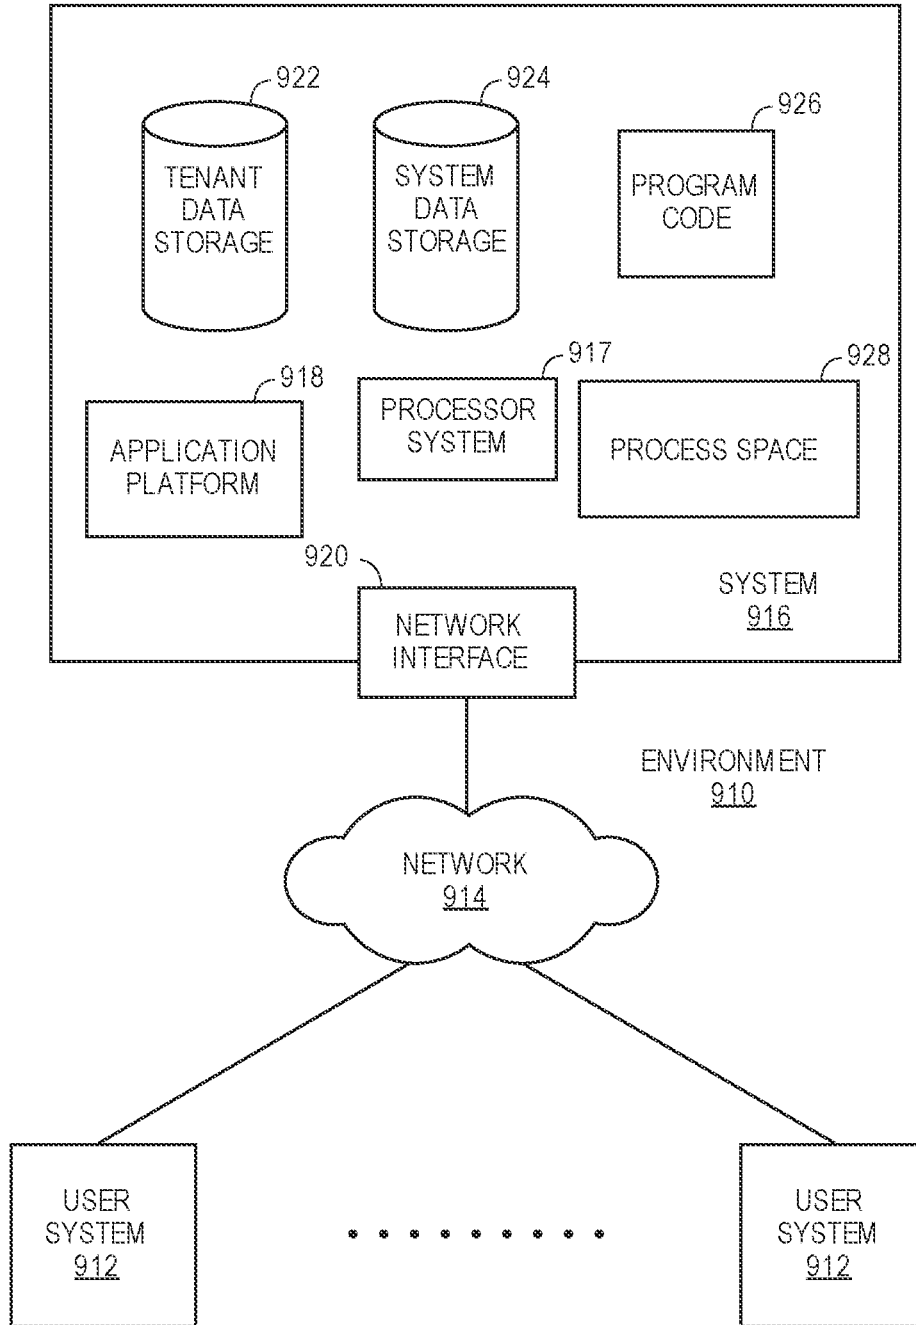 922
924
926
TENANT
DATA
STORAGE
SYSTEM
DATA
STORAGE
PROGRAM
CODE
918
917
928
APPLICATION
PLATFORM
PROCESSOR
SYSTEM
PROCESS SPACE
920
NETWORK
INTERFACE
SYSTEM
916
ENVIRONMENT
910
NETWORK
914
USER
SYSTEM
912
USER
SYSTEM
912